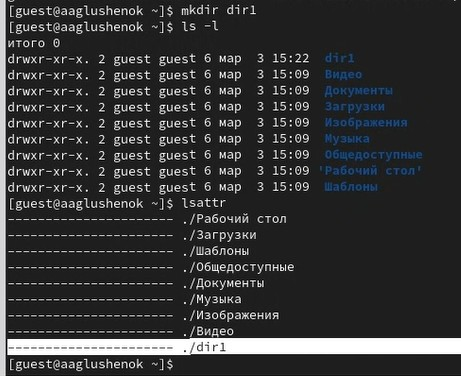 [guest@aaglushenok ~]$ mkdir dir1
[guest@aaglushenok ~]$ ls -l
итого 0
drwxr-xr-x. 2 guest guest 6 мар  3 15:22  dir1
drwxr-xr-x. 2 guest guest 6 мар  3 15:09  Видео
drwxr-xr-x. 2 guest guest 6 мар  3 15:09  Документы
drwxr-xr-x. 2 guest guest 6 мар  3 15:09  Загрузки
drwxr-xr-x. 2 guest guest 6 мар  3 15:09  Изображения
drwxr-xr-x. 2 guest guest 6 мар  3 15:09  Музыка
drwxr-xr-x. 2 guest guest 6 мар  3 15:09  Общедоступные
drwxr-xr-x. 2 guest guest 6 мар  3 15:09 'Рабочий стол'
drwxr-xr-x. 2 guest guest 6 мар  3 15:09  Шаблоны
[guest@aaglushenok ~]$ lsattr
---------------------- ./Рабочий стол
---------------------- ./Загрузки
---------------------- ./Шаблоны
---------------------- ./Общедоступные
---------------------- ./Документы
---------------------- ./Музыка
---------------------- ./Изображения
---------------------- ./Видео
---------------------- ./dir1
[guest@aaglushenok ~]$